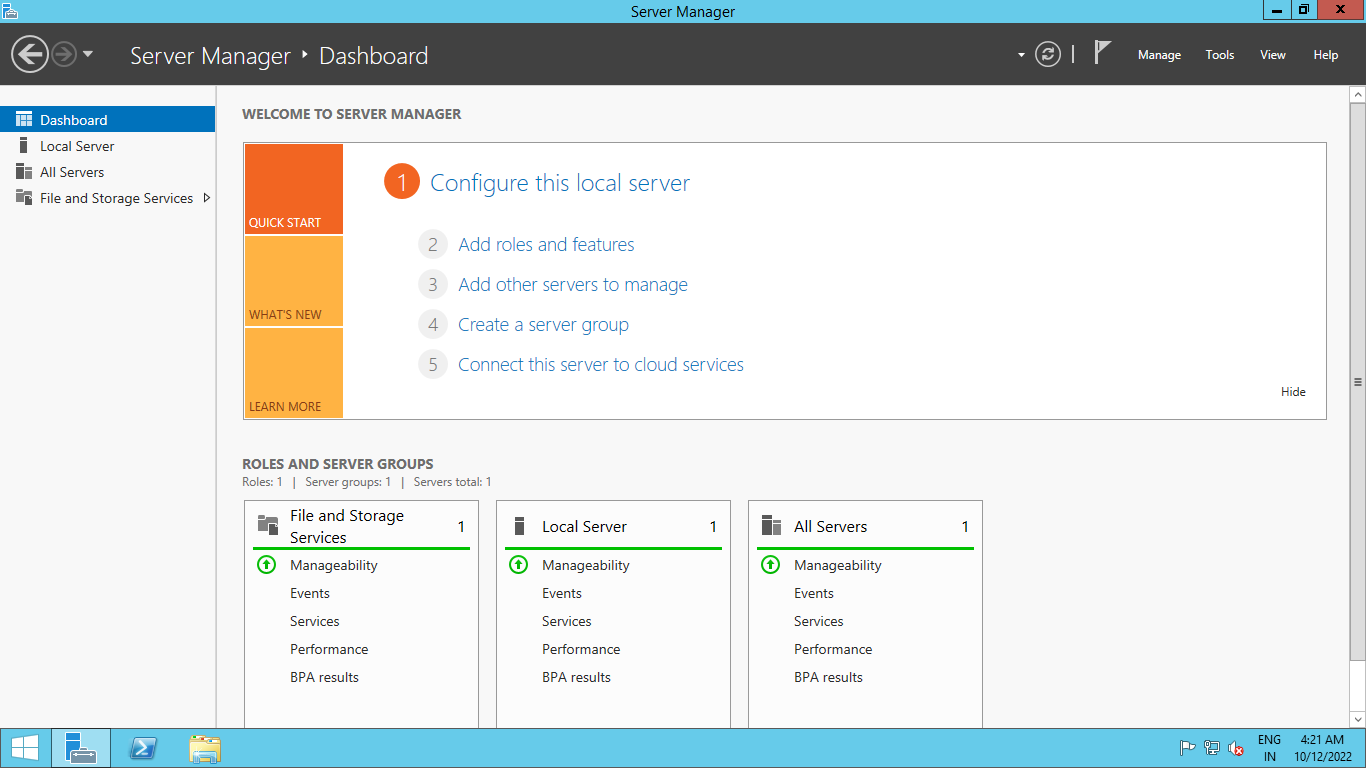 Server Manager
Server Manager ‣ Dashboard
Manage Tools View Help
Dashboard
Local Server
All Servers
File and Storage Services
WELCOME TO SERVER MANAGER
QUICK START
WHAT'S NEW
LEARN MORE
1 Configure this local server
2 Add roles and features
3 Add other servers to manage
4 Create a server group
5 Connect this server to cloud services
Hide
ROLES AND SERVER GROUPS
Roles: 1 | Server groups: 1 | Servers total: 1
File and Storage
Services 1
Manageability
Events
Services
Performance
BPA results
Local Server 1
Manageability
Events
Services
Performance
BPA results
All Servers 1
Manageability
Events
Services
Performance
BPA results
ENG
IN
4:21 AM
10/12/2022